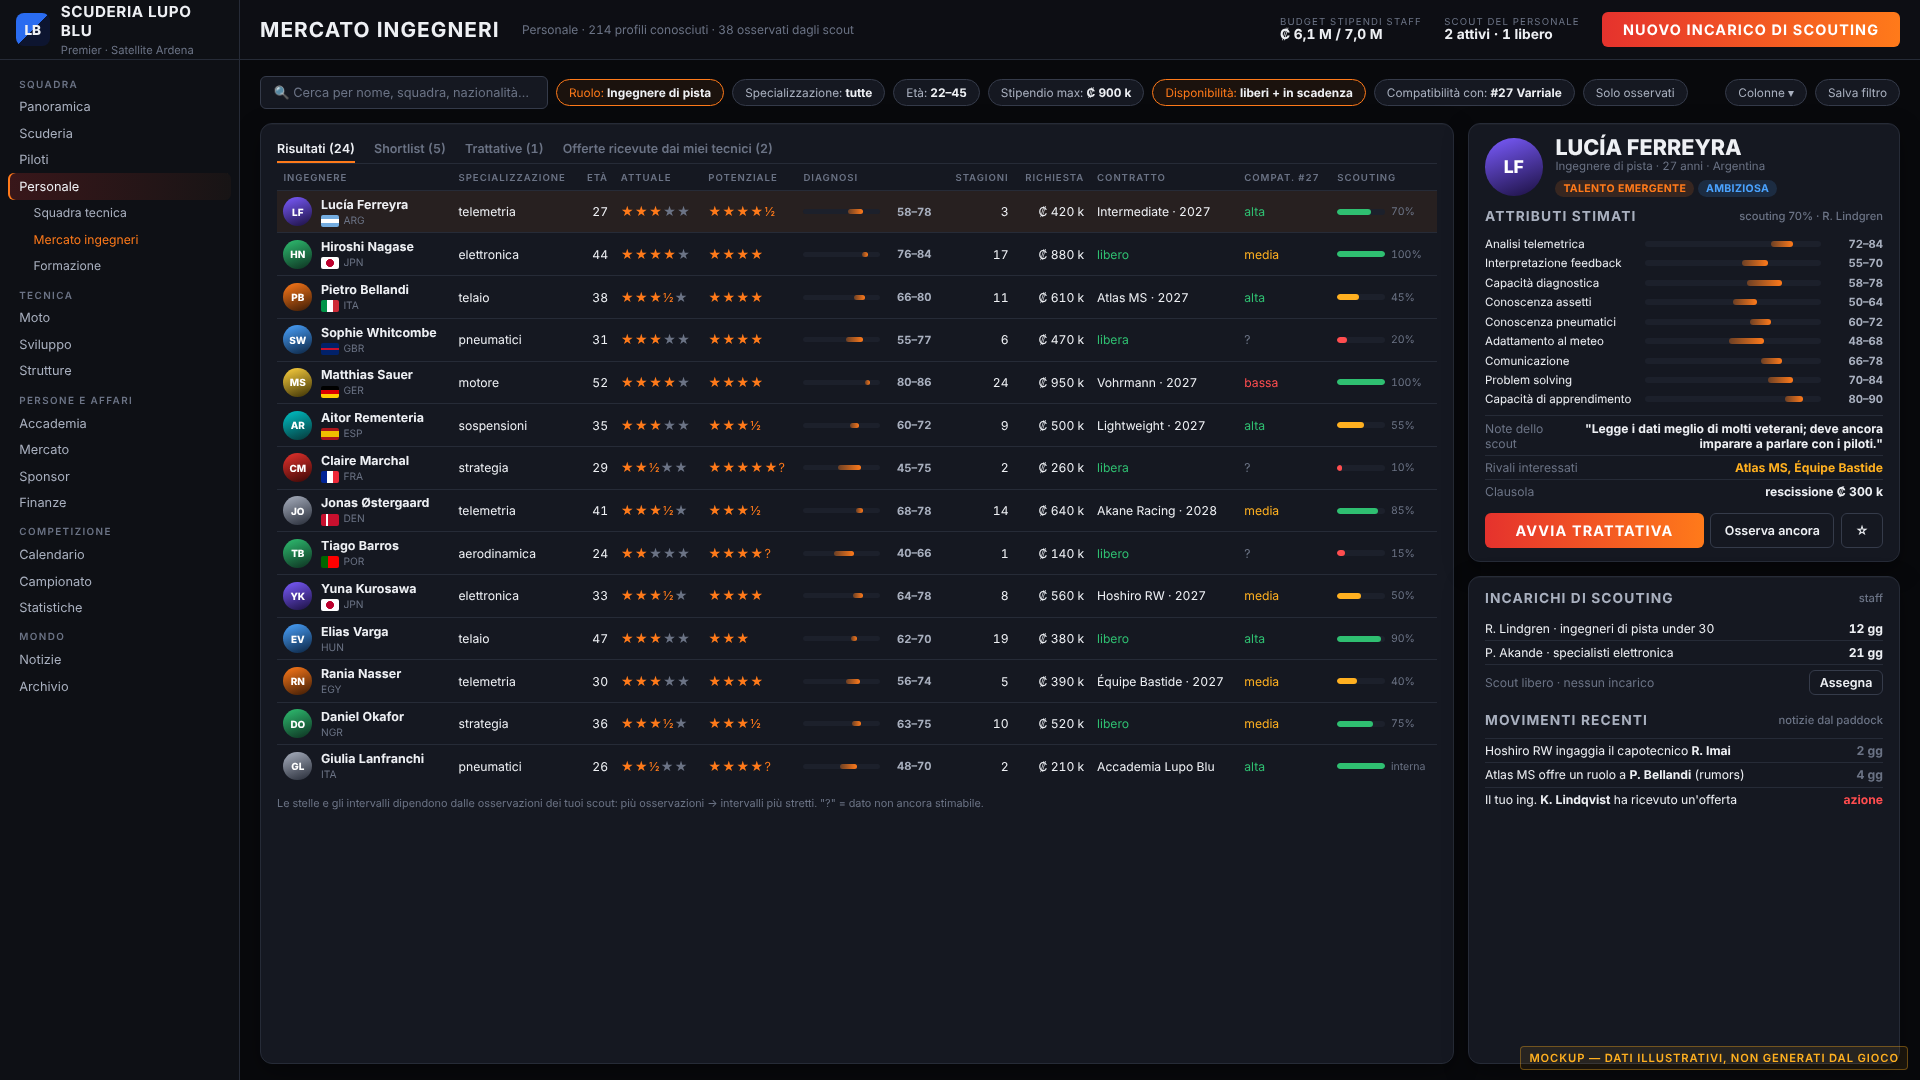 LB
SCUDERIA LUPO BLU
Premier · Satellite Ardena
SQUADRA
Panoramica
Scuderia
Piloti
Personale
Squadra tecnica
Mercato ingegneri
Formazione
TECNICA
Moto
Sviluppo
Strutture
PERSONE E AFFARI
Accademia
Mercato
Sponsor
Finanze
COMPETIZIONE
Calendario
Campionato
Statistiche
MONDO
Notizie
Archivio
MERCATO INGEGNERI
Personale · 214 profili conosciuti · 38 osservati dagli scout
BUDGET STIPENDI STAFF
₡ 6,1 M / 7,0 M
SCOUT DEL PERSONALE
2 attivi · 1 libero
NUOVO INCARICO DI SCOUTING
🔍 Cerca per nome, squadra, nazionalità...
Ruolo: Ingegnere di pista
Specializzazione: tutte
Età: 22–45
Stipendio max: ₡ 900 k
Disponibilità: liberi + in scadenza
Compatibilità con: #27 Varriale
Solo osservati
Colonne ▾
Salva filtro
Risultati (24) Shortlist (5) Trattative (1) Offerte ricevute dai miei tecnici (2)
INGEGNERE SPECIALIZZAZIONE ETÀ ATTUALE POTENZIALE DIAGNOSI STAGIONI RICHIESTA CONTRATTO COMPAT. #27 SCOUTING
LF Lucía Ferreyra ARG telemetria 27 ★★★★★ ★★★★½ 58–78 3 ₡ 420 k Intermediate · 2027 alta 70%
HN Hiroshi Nagase JPN elettronica 44 ★★★★★ ★★★★ 76–84 17 ₡ 880 k libero media 100%
PB Pietro Bellandi ITA telaio 38 ★★★½★ ★★★★ 66–80 11 ₡ 610 k Atlas MS · 2027 alta 45%
SW Sophie Whitcombe GBR pneumatici 31 ★★★★★ ★★★★ 55–77 6 ₡ 470 k libera ? 20%
MS Matthias Sauer GER motore 52 ★★★★★ ★★★★ 80–86 24 ₡ 950 k Vohrmann · 2027 bassa 100%
AR Aitor Rementeria ESP sospensioni 35 ★★★★★ ★★★½ 60–72 9 ₡ 500 k Lightweight · 2027 alta 55%
CM Claire Marchal FRA strategia 29 ★★½★★ ★★★★★? 45–75 2 ₡ 260 k libera ? 10%
JO Jonas Østergaard DEN telemetria 41 ★★★½★ ★★★½ 68–78 14 ₡ 640 k Akane Racing · 2028 media 85%
TB Tiago Barros POR aerodinamica 24 ★★★★★ ★★★★? 40–66 1 ₡ 140 k libero ? 15%
YK Yuna Kurosawa JPN elettronica 33 ★★★½★ ★★★★ 64–78 8 ₡ 560 k Hoshiro RW · 2027 media 50%
EV Elias Varga HUN telaio 47 ★★★★★ ★★★ 62–70 19 ₡ 380 k libero alta 90%
RN Rania Nasser EGY telemetria 30 ★★★★★ ★★★★ 56–74 5 ₡ 390 k Équipe Bastide · 2027 media 40%
DO Daniel Okafor NGR strategia 36 ★★★½★ ★★★½ 63–75 10 ₡ 520 k libero media 75%
GL Giulia Lanfranchi ITA pneumatici 26 ★★½★★ ★★★★? 48–70 2 ₡ 210 k Accademia Lupo Blu alta interna
Le stelle e gli intervalli dipendono dalle osservazioni dei tuoi scout: più osservazioni → intervalli più stretti. "?" = dato non ancora stimabile.
LF
LUCÍA FERREYRA
Ingegnere di pista · 27 anni · Argentina
TALENTO EMERGENTE AMBIZIOSA
ATTRIBUTI STIMATI scouting 70% · R. Lindgren
Analisi telemetrica 72–84
Interpretazione feedback 55–70
Capacità diagnostica 58–78
Conoscenza assetti 50–64
Conoscenza pneumatici 60–72
Adattamento al meteo 48–68
Comunicazione 66–78
Problem solving 70–84
Capacità di apprendimento 80–90
Note dello scout
"Legge i dati meglio di molti veterani; deve ancora
imparare a parlare con i piloti."
Rivali interessati Atlas MS, Équipe Bastide
Clausola rescissione ₡ 300 k
AVVIA TRATTATIVA Osserva ancora ☆
INCARICHI DI SCOUTING staff
R. Lindgren · ingegneri di pista under 30 12 gg
P. Akande · specialisti elettronica 21 gg
Scout libero · nessun incarico Assegna
MOVIMENTI RECENTI notizie dal paddock
Hoshiro RW ingaggia il capotecnico R. Imai 2 gg
Atlas MS offre un ruolo a P. Bellandi (rumors) 4 gg
Il tuo ing. K. Lindqvist ha ricevuto un'offerta azione
MOCKUP — DATI ILLUSTRATIVI, NON GENERATI DAL GIOCO